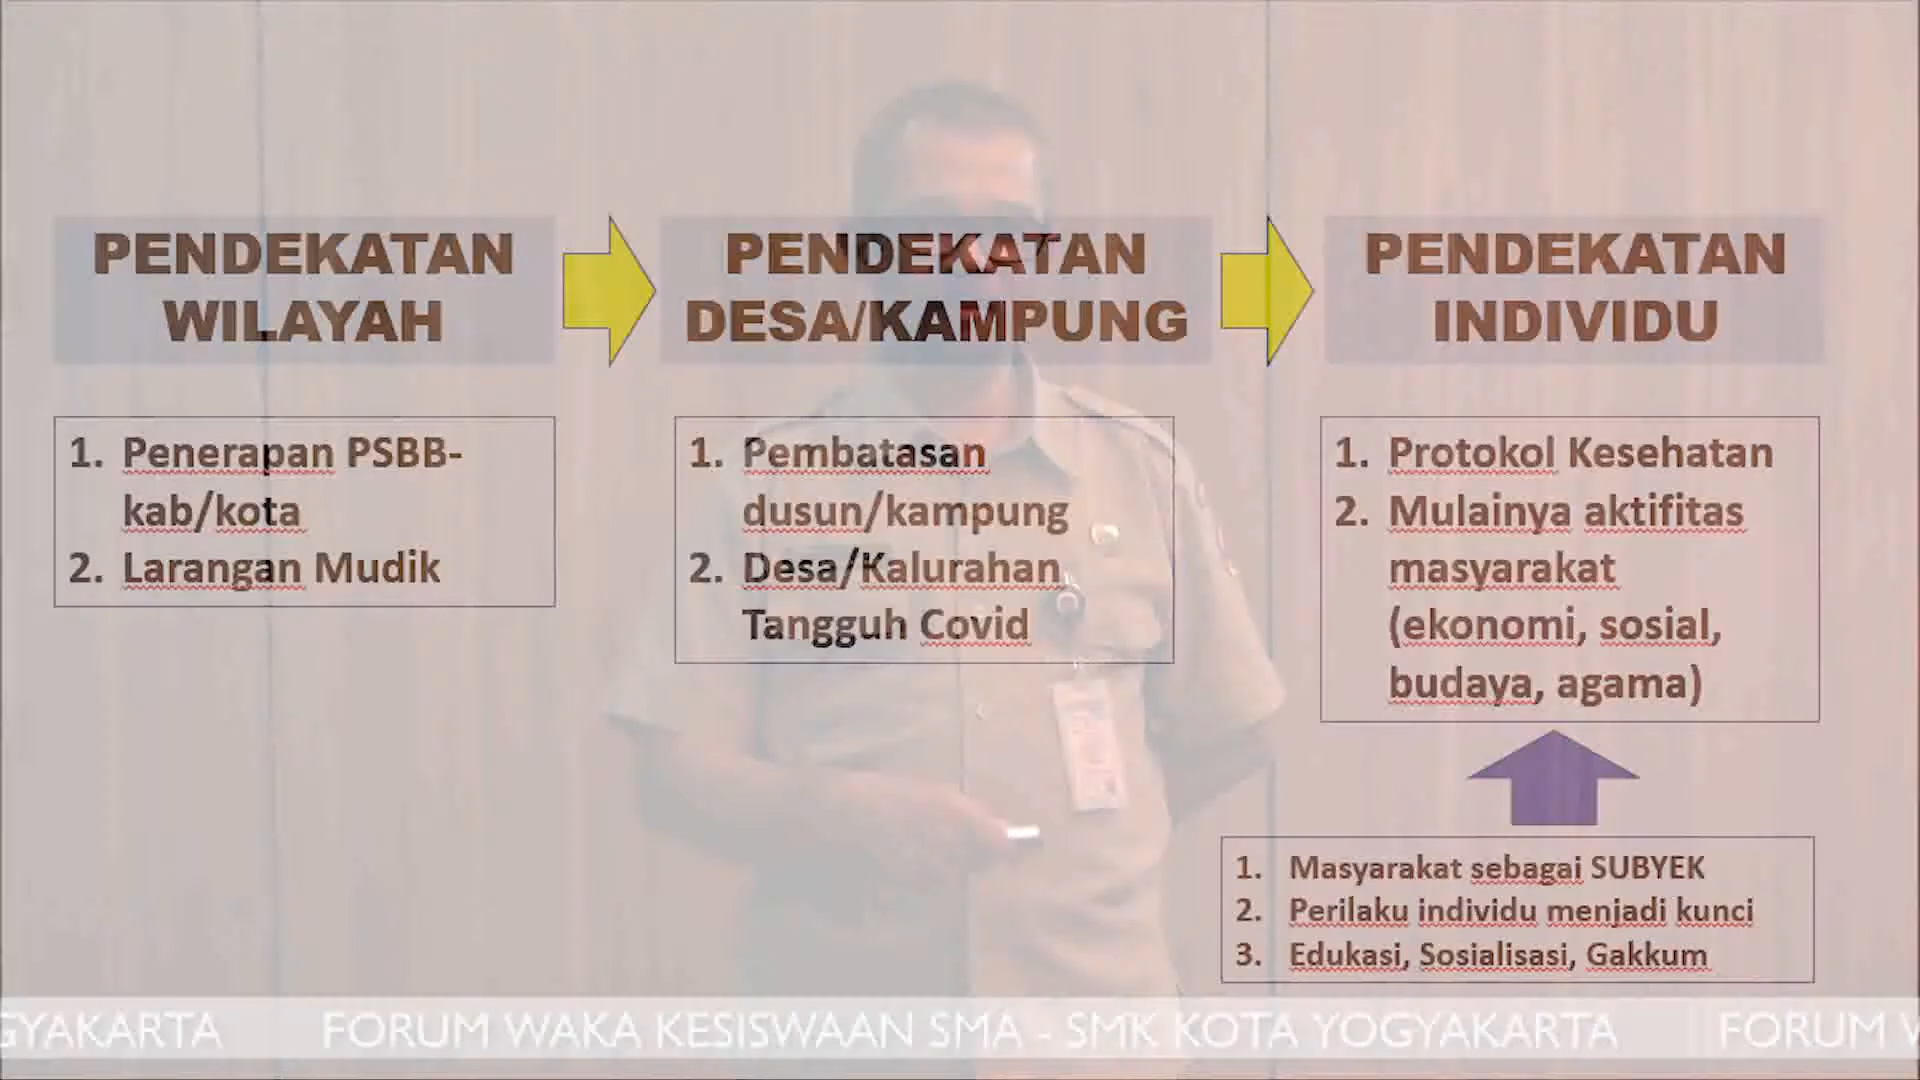 PENDEKATAN
WILAYAH
1. Penerapan PSBB-
kab/kota
2. Larangan Mudik
PENDEKATAN
DESA/KAMPUNG
1. Pembatasan
dusun/kampung
2. Desa/Kalurahan
Tangguh Covid
PENDEKATAN
INDIVIDU
1. Protokol Kesehatan
2. Mulainya aktifitas
masyarakat
(ekonomi, sosial,
budaya, agama)
1. Masyarakat sebagai SUBYEK
2. Perilaku individu menjadi kunci
3. Edukasi, Sosialisasi, Gakkum
GYAKARTA FORUM WAKA KESISWAAN SMA - SMK KOTA YOGYAKARTA FORUM W